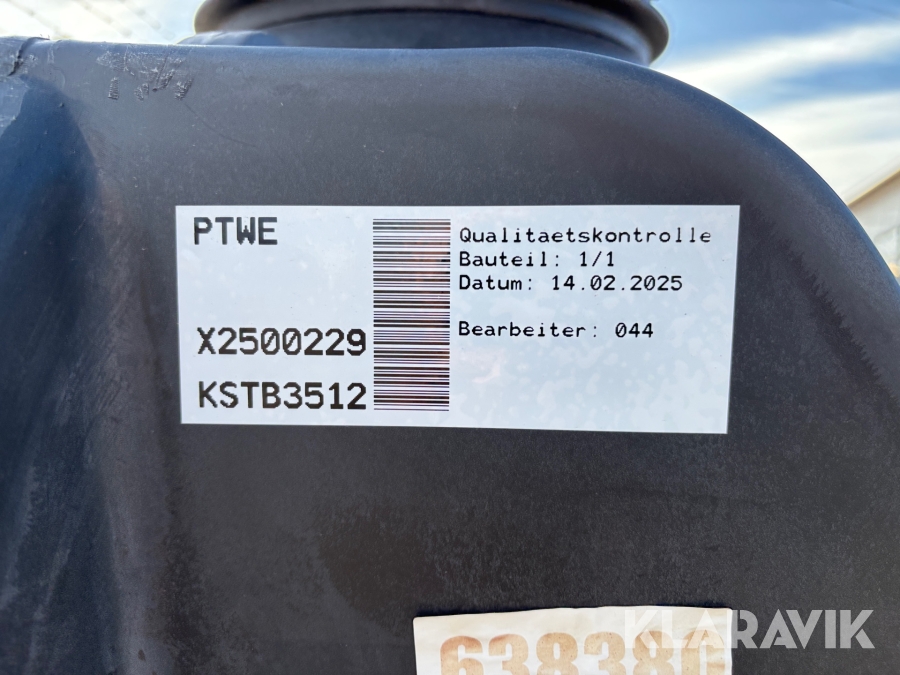 PTWE
X2500229
KSTB3512
Qualitaetskontrolle
Bauteil: 1/1
Datum: 14.02.2025
Bearbeiter: 044
KLARAVIK